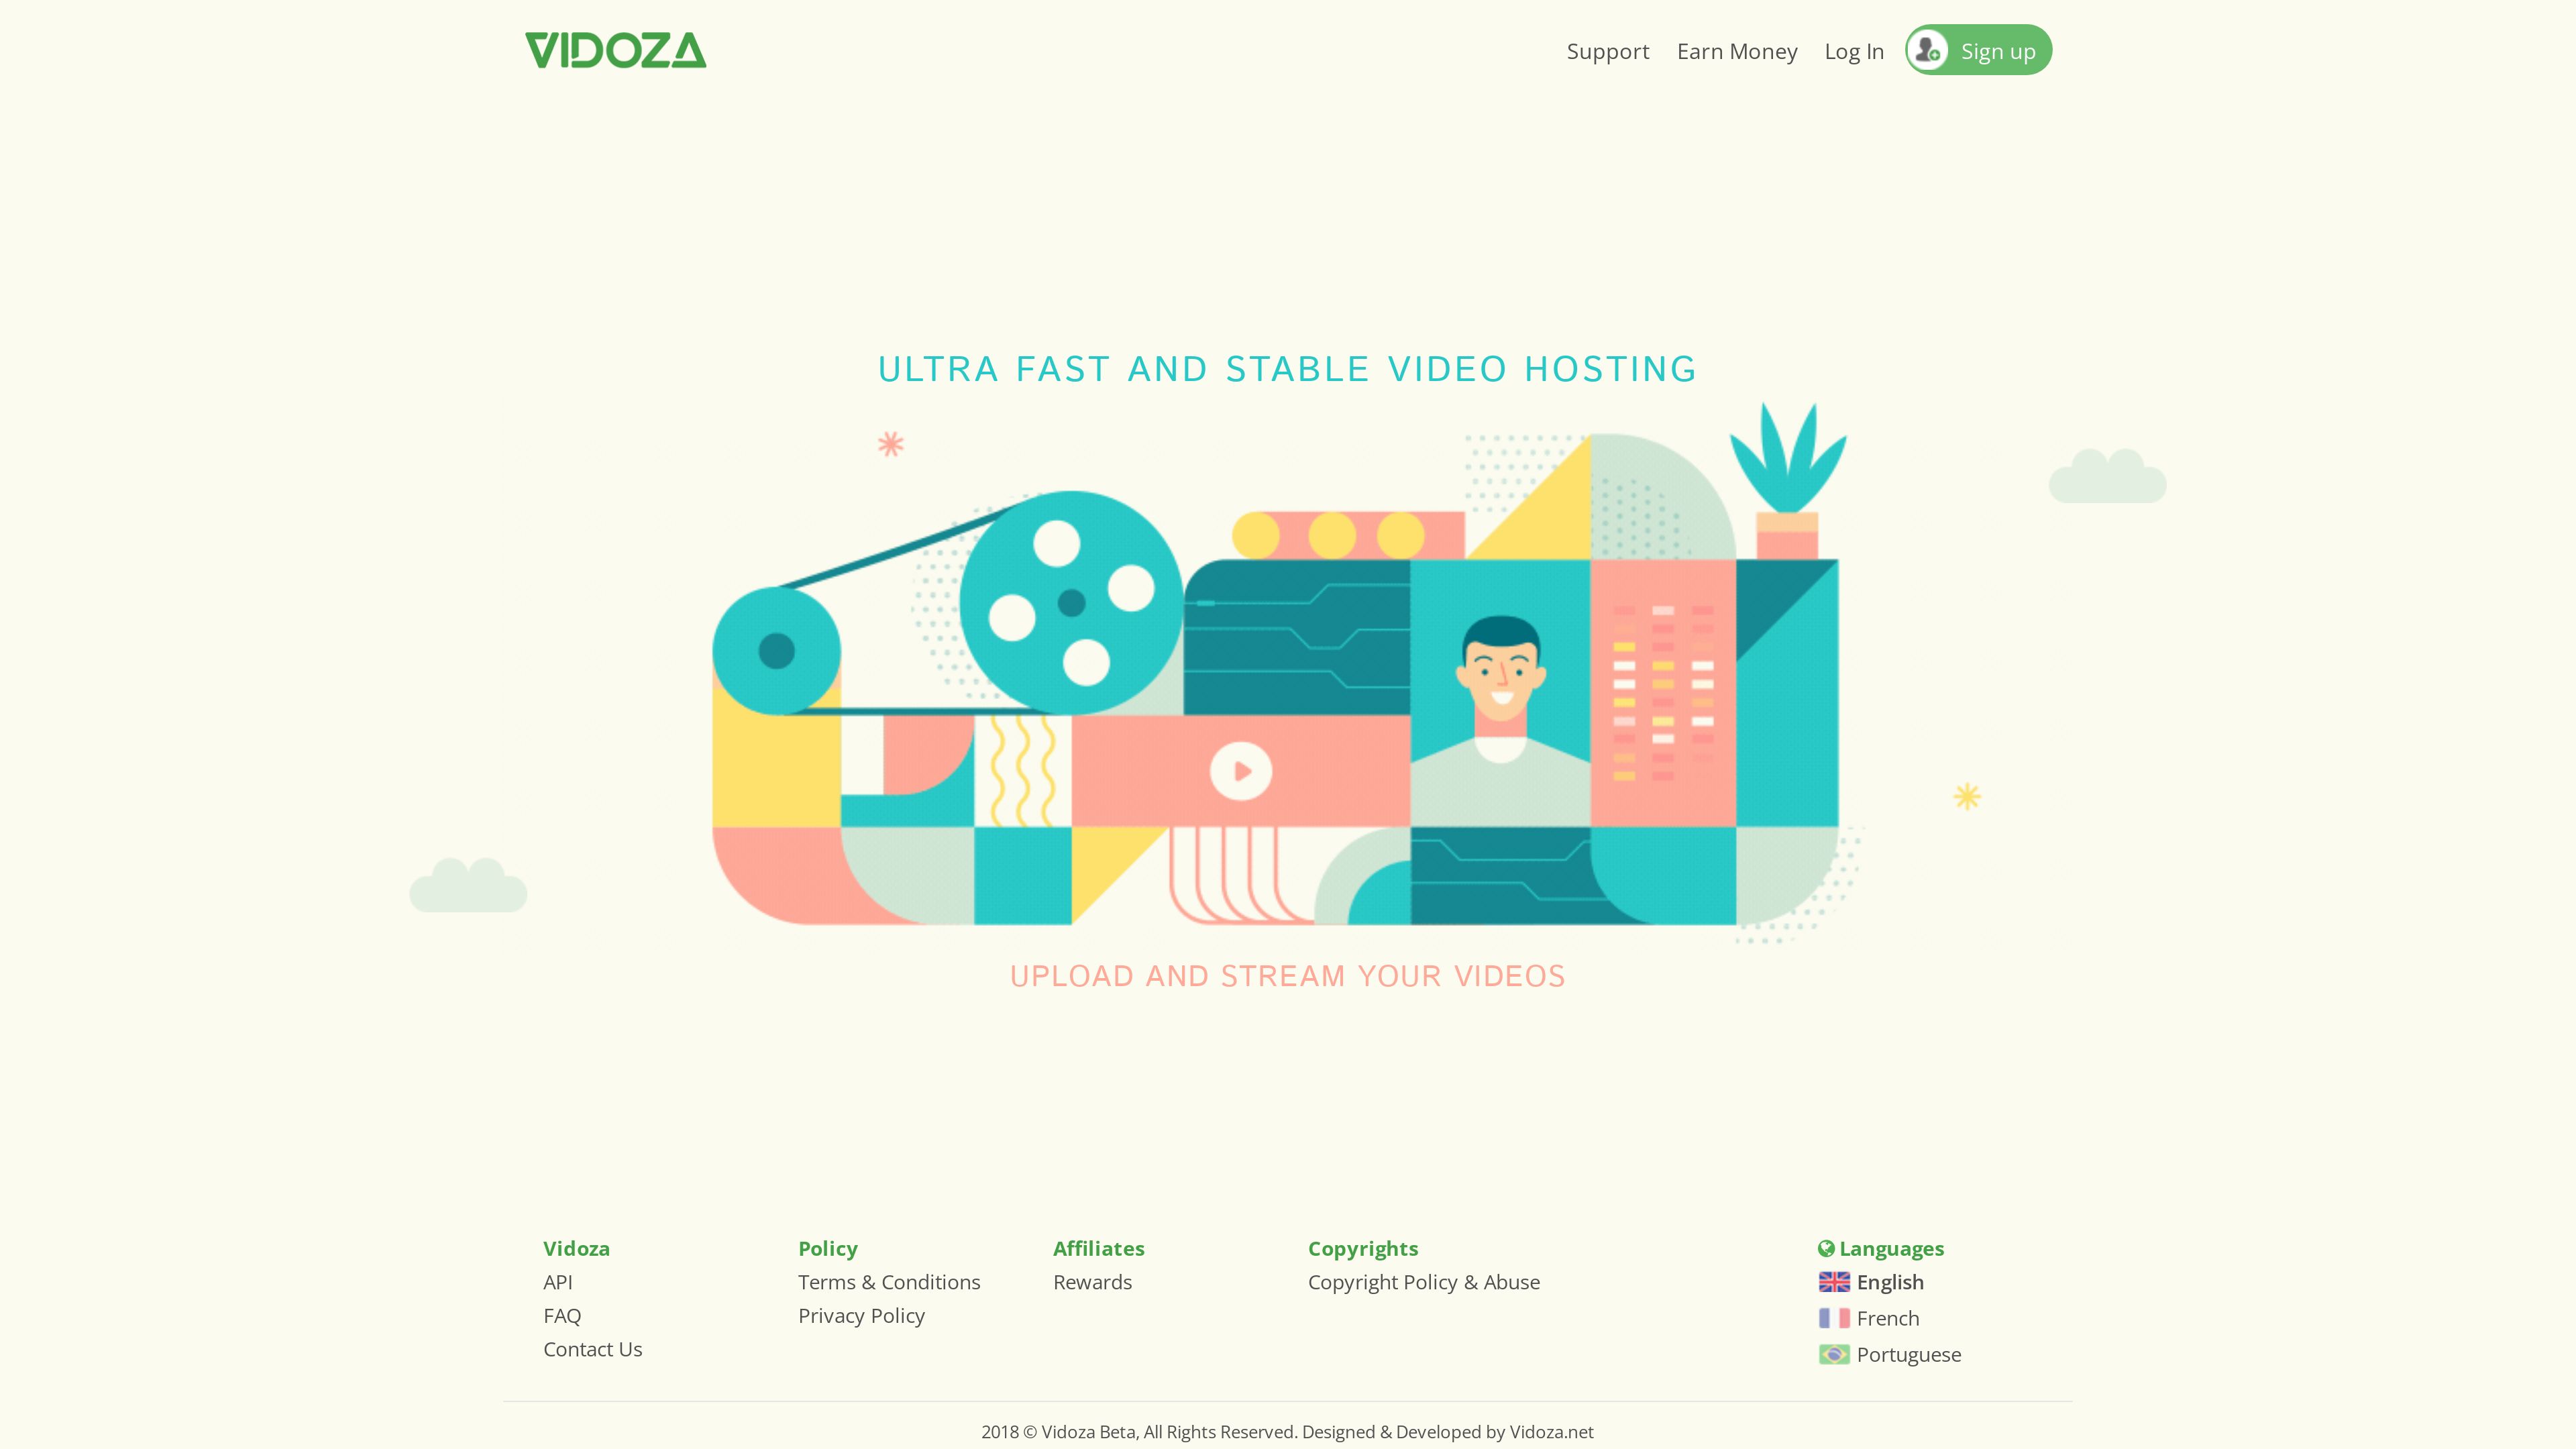 VIDOZA
Support Earn Money Log In Sign up
ULTRA FAST AND STABLE VIDEO HOSTING
UPLOAD AND STREAM YOUR VIDEOS
Vidoza
API
FAQ
Contact Us
Policy
Terms & Conditions
Privacy Policy
Affiliates
Rewards
Copyrights
Copyright Policy & Abuse
Languages
English
French
Portuguese
2018 © Vidoza Beta, All Rights Reserved. Designed & Developed by Vidoza.net